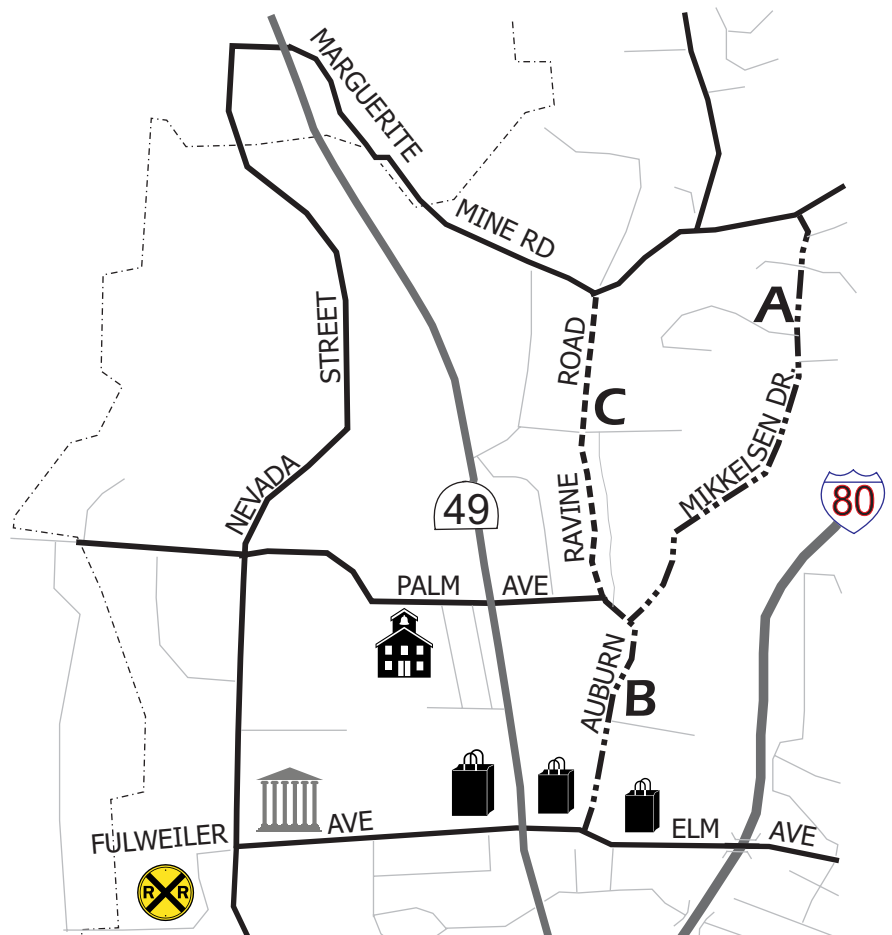 MARGUERITE
MINE RD
A
STREET
ROAD
C
MIKKELSEN DR.
NEVADA
80
49
RAVINE
PALM AVE
AUBURN
B
FULWEILER AVE
ELM AVE
R R